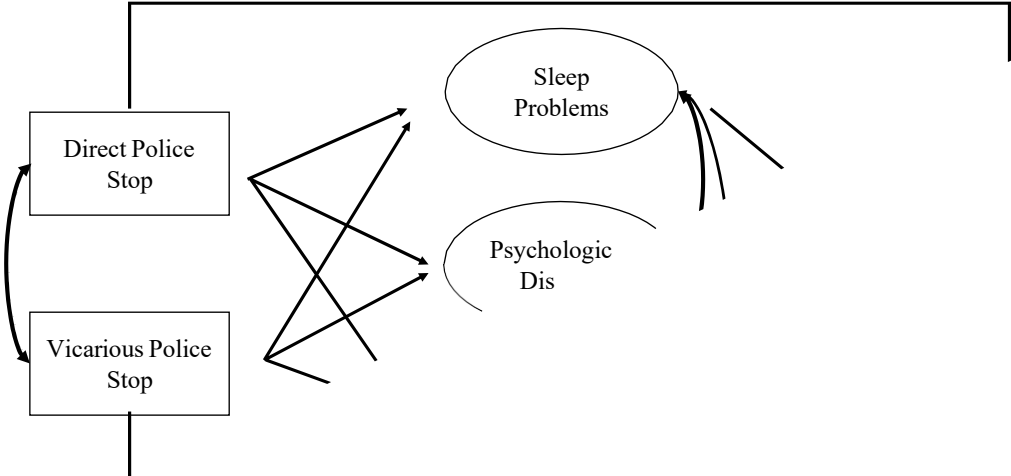 Sleep
Problems
Direct Police
Stop
Psychologic
Dis
Vicarious Police
Stop